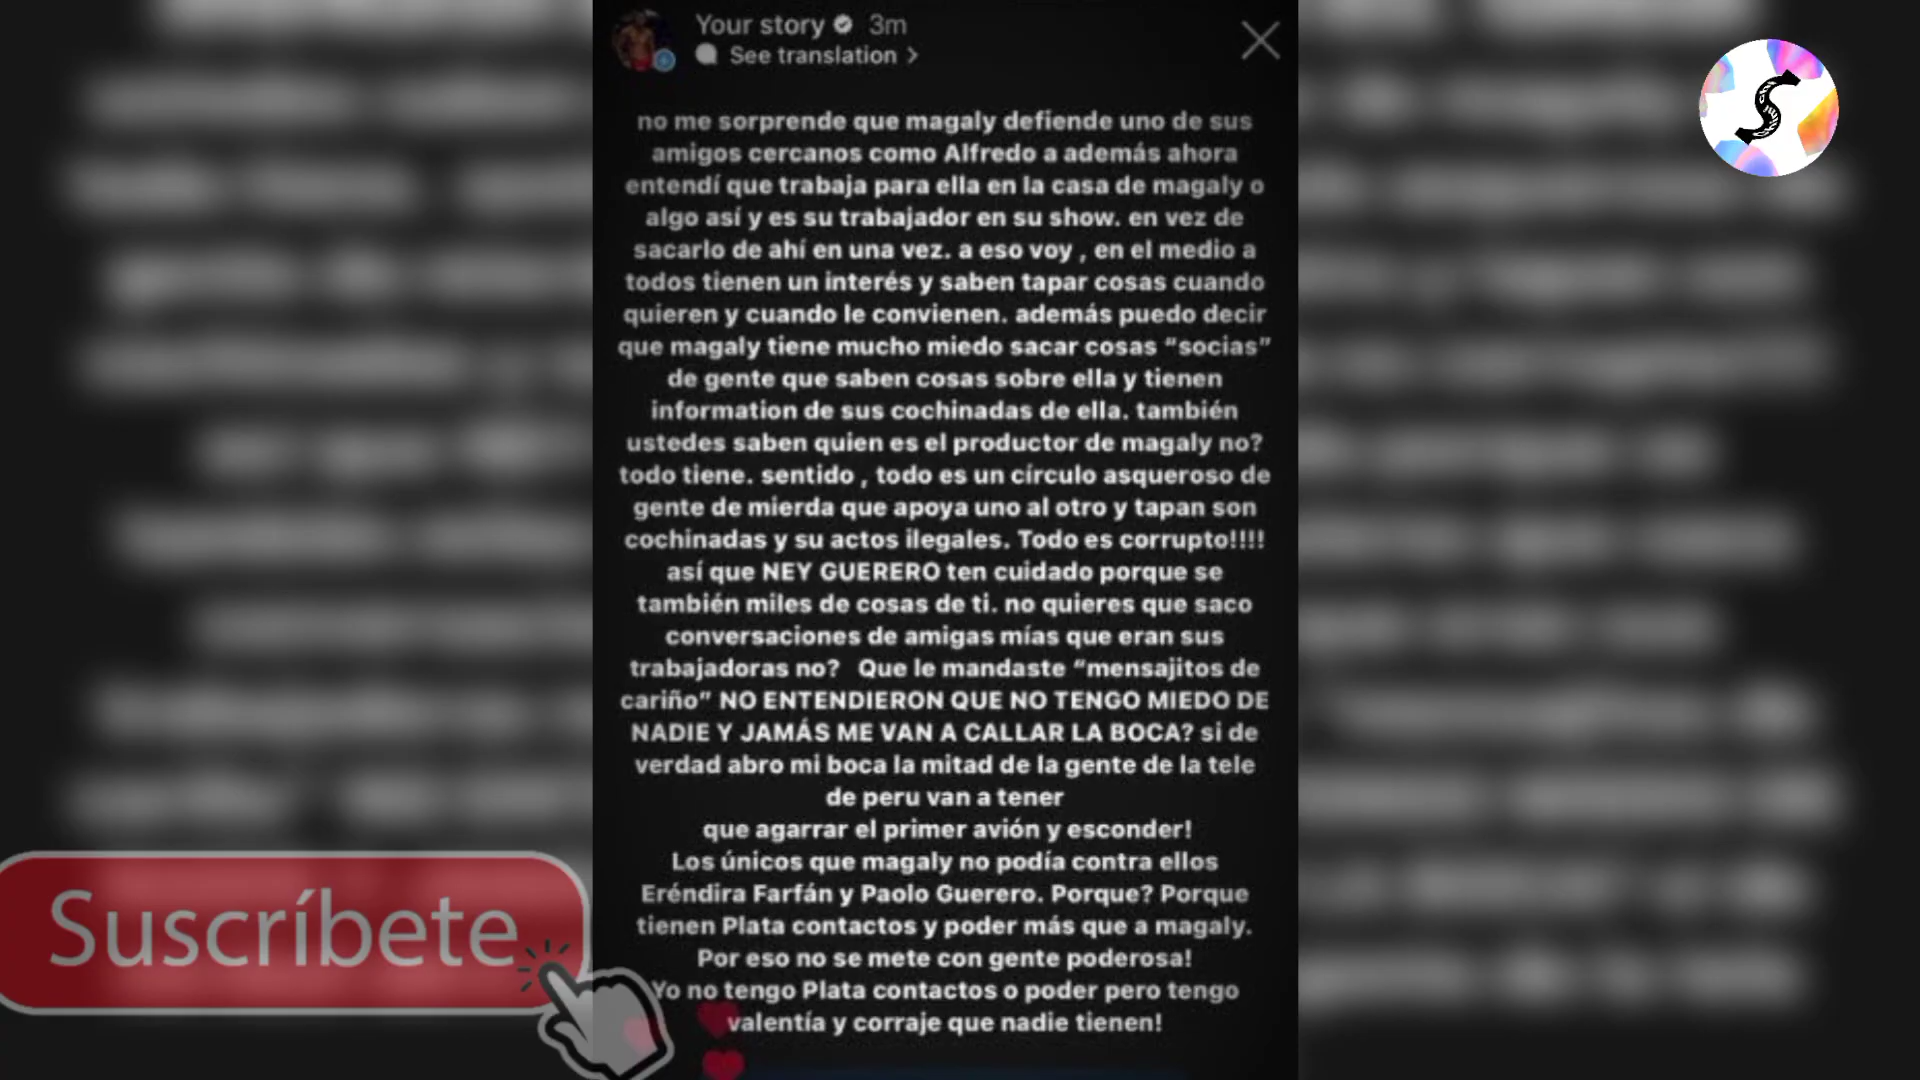 Your story 3m
See translation >
no me sorprende que magaly defiende uno de sus
amigos cercanos como Alfredo a además ahora
entendí que trabaja para ella en la casa de magaly o
algo así y es su trabajador en su show. en vez de
sacarlo de ahí en una vez. a eso voy , en el medio a
todos tienen un interés y saben tapar cosas cuando
quieren y cuando le convienen. además puedo decir
que magaly tiene mucho miedo sacar cosas “socias”
de gente que saben cosas sobre ella y tienen
information de sus cochinadas de ella. también
ustedes saben quien es el productor de magaly no?
todo tiene. sentido , todo es un círculo asqueroso de
gente de mierda que apoya uno al otro y tapan son
cochinadas y su actos ilegales. Todo es corrupto!!!!
así que NEY GUERERO ten cuidado porque se
también miles de cosas de ti. no quieres que saco
conversaciones de amigas mías que eran sus
trabajadoras no? Que le mandaste “mensajitos de
cariño” NO ENTENDIERON QUE NO TENGO MIEDO DE
NADIE Y JAMÁS ME VAN A CALLAR LA BOCA? si de
verdad abro mi boca la mitad de la gente de la tele
de peru van a tener
que agarrar el primer avión y esconder!
Los únicos que magaly no podía contra ellos
Eréndira Farfán y Paolo Guerero. Porque? Porque
tienen Plata contactos y poder más que a magaly.
Por eso no se mete con gente poderosa!
Yo no tengo Plata contactos o poder pero tengo
valentía y corraje que nadie tienen!
Suscríbete